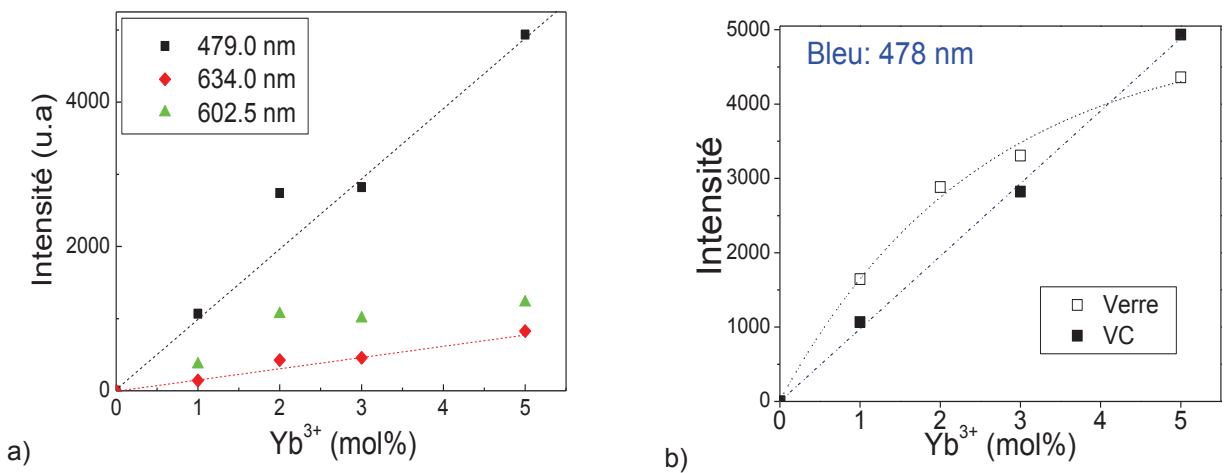 479.0 nm
634.0 nm
602.5 nm
Intensité (u.a)
4000
2000
0
0 1 2 3 4 5
Yb³⁺ (mol%)
a)
Bleu: 478 nm
Intensité
5000
4000
3000
2000
1000
0
Verre
VC
0 1 2 3 4 5
Yb³⁺ (mol%)
b)